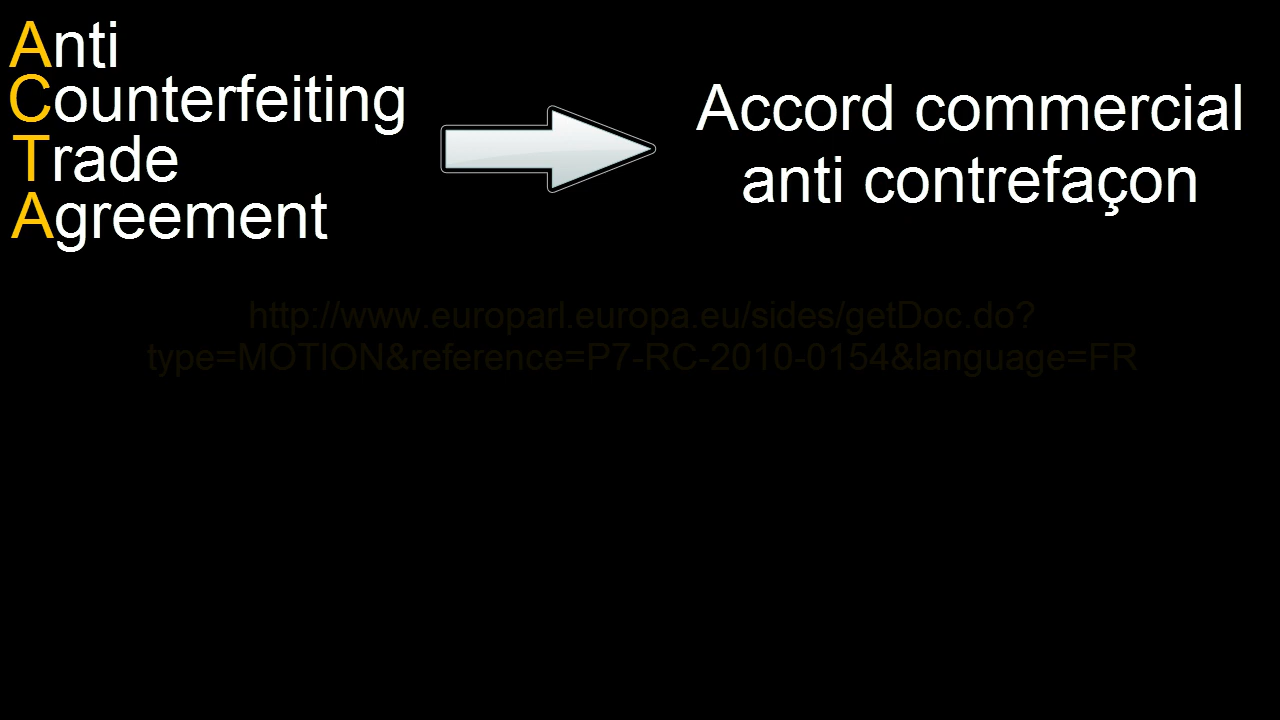 Anti
Counterfeiting
Trade
Agreement
Accord commercial
anti contrefaçon
http://www.europarl.europa.eu/sides/getDoc.do?
type=MOTION&reference=P7-RC-2010-0154&language=FR